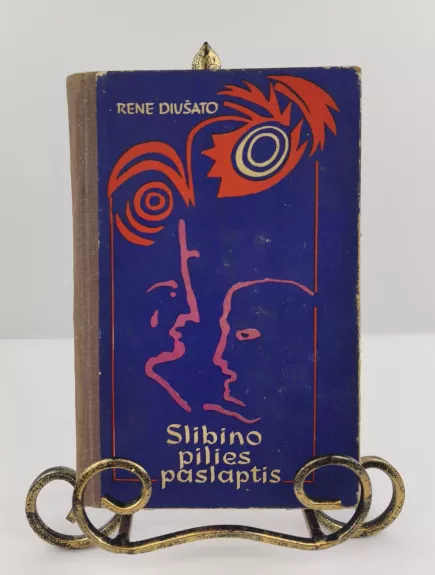 RENE DIUŠATO
Slibino
pilies
paslaptis